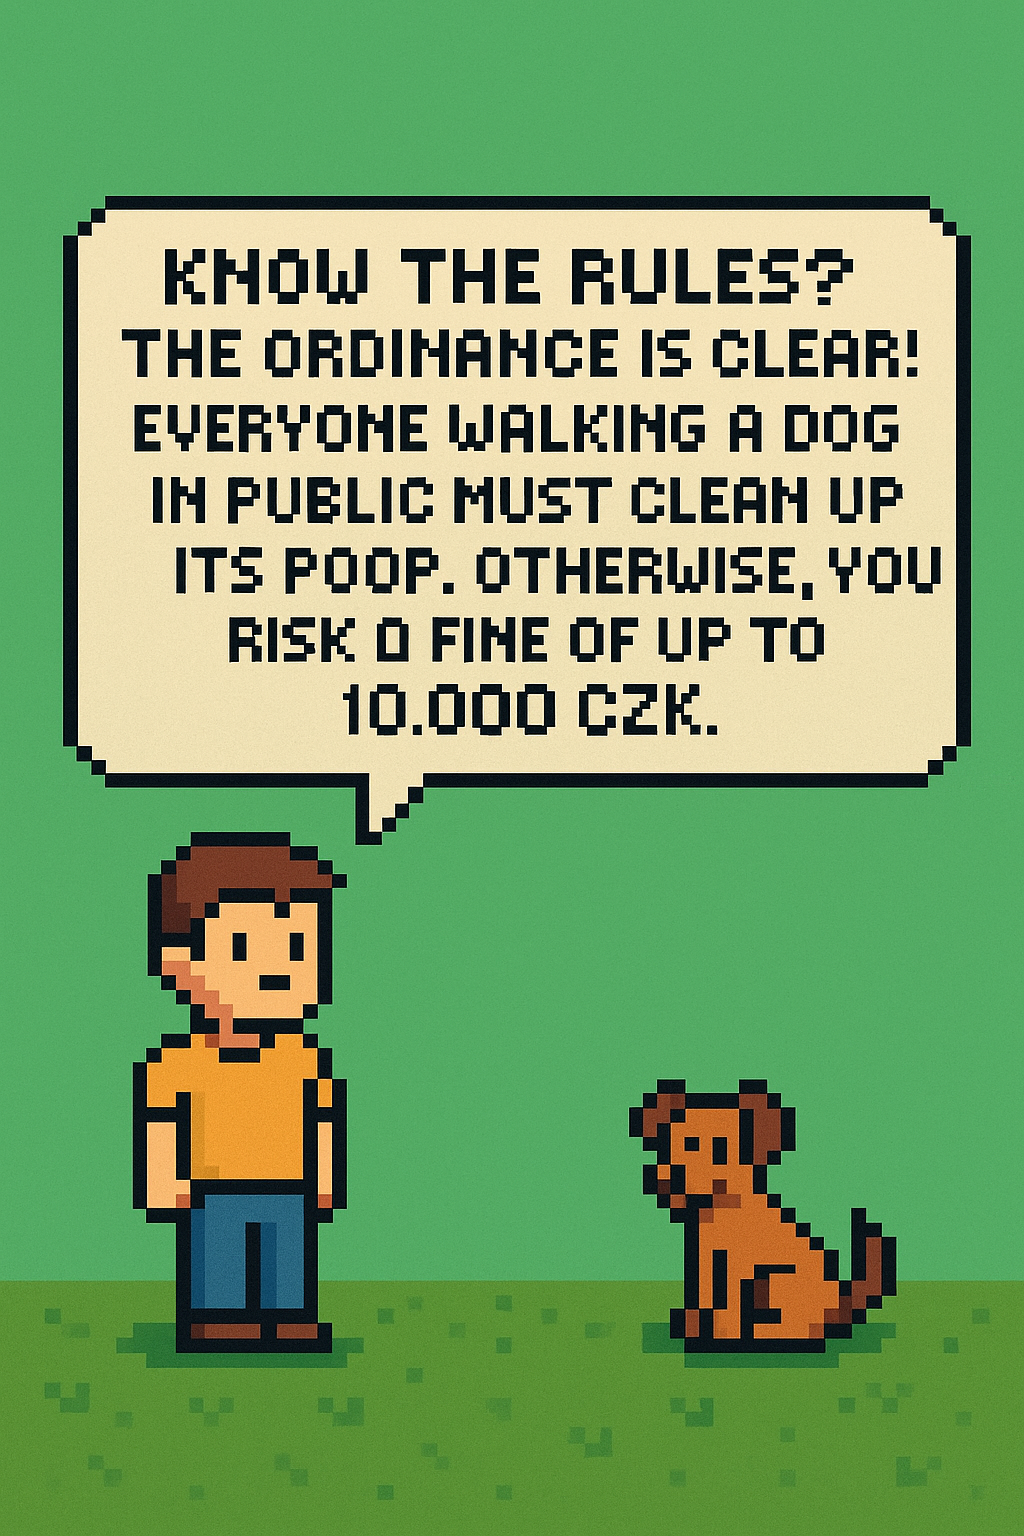 KNOW THE RULES?
THE ORDINANCE IS CLEAR!
EVERYONE WALKING A DOG
IN PUBLIC MUST CLEAN UP
ITS POOP. OTHERWISE, YOU
RISK O FINE OF UP TO
10.000 CZK.